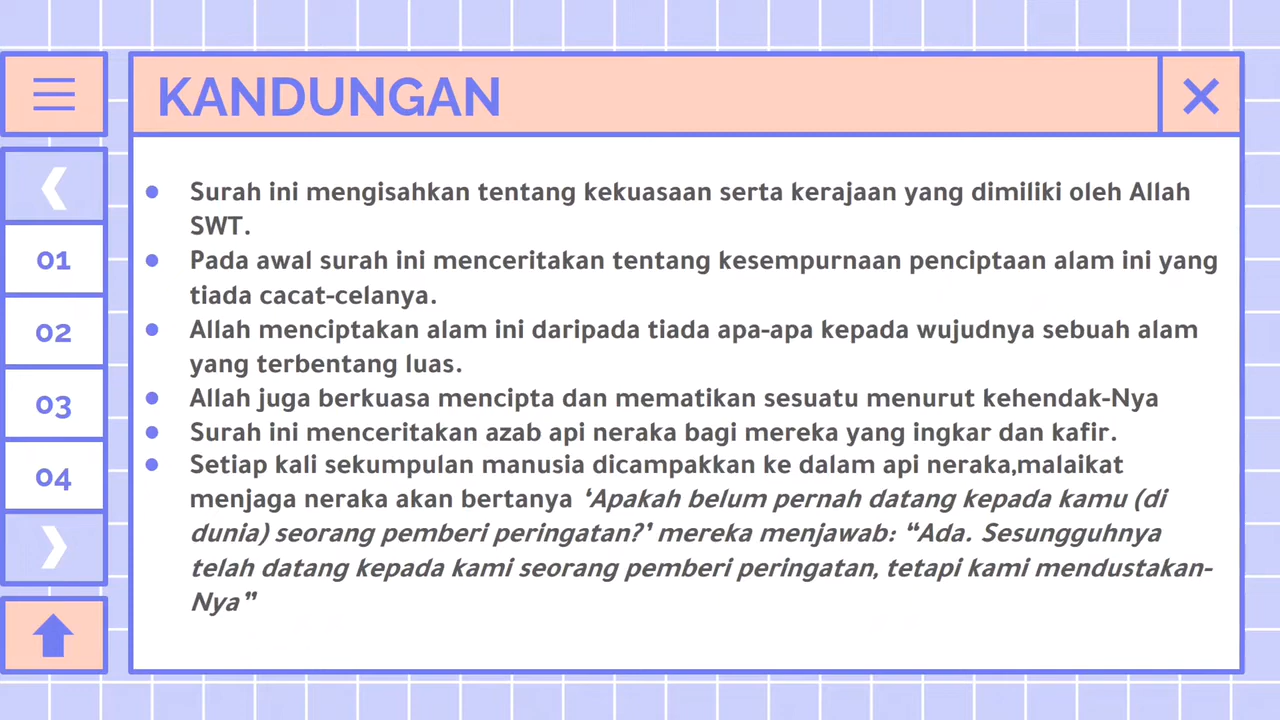 KANDUNGAN
01
02
03
04
Surah ini mengisahkan tentang kekuasaan serta kerajaan yang dimiliki oleh Allah
SWT.
Pada awal surah ini menceritakan tentang kesempurnaan penciptaan alam ini yang
tiada cacat-celanya.
Allah menciptakan alam ini daripada tiada apa-apa kepada wujudnya sebuah alam
yang terbentang luas.
Allah juga berkuasa mencipta dan mematikan sesuatu menurut kehendak-Nya
Surah ini menceritakan azab api neraka bagi mereka yang ingkar dan kafir.
Setiap kali sekumpulan manusia dicampakkan ke dalam api neraka,malaikat
menjaga neraka akan bertanya ‘Apakah belum pernah datang kepada kamu (di
dunia) seorang pemberi peringatan?’ mereka menjawab: “Ada. Sesungguhnya
telah datang kepada kami seorang pemberi peringatan, tetapi kami mendustakan-
Nya”